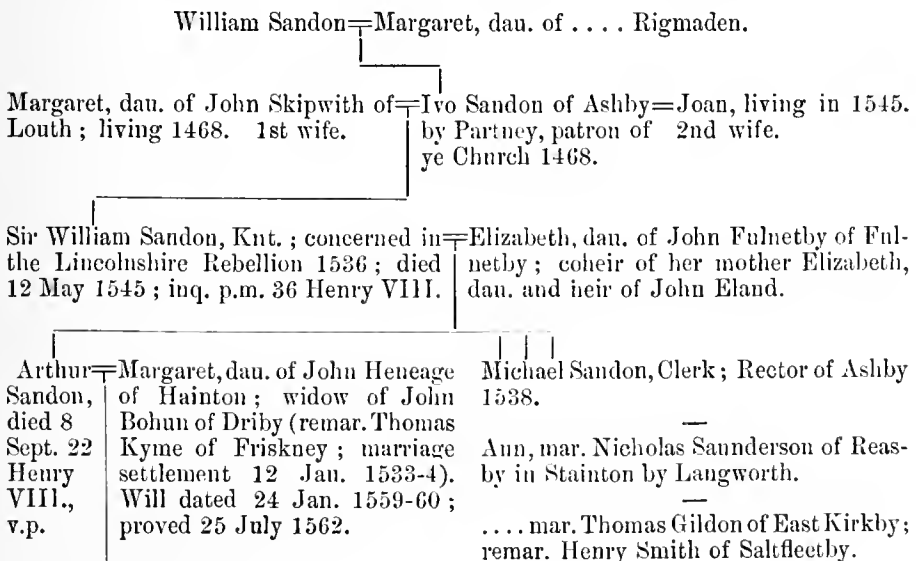 William Sandon=Margaret, dau. of .... Rigmaden.
Margaret, dau. of John Skipwith of=Ivo Sandon of Ashby=Joan, living in 1545.
Louth ; living 1468. 1st wife. by Partney, patron of 2nd wife.
ye Church 1468.
Sir William Sandon, Knt. ; concerned in=Elizabeth, dau. of John Fulnetby of Ful-
the Lincolnshire Rebellion 1536 ; died netby ; coheir of her mother Elizabeth,
12 May 1545 ; inq. p.m. 36 Henry VIII. dau. and heir of John Eland.
Arthur=Margaret, dau. of John Heneage
Sandon, of Hainton ; widow of John
died 8 Bohun of Driby (remar. Thomas
Sept. 22 Kyme of Friskney ; marriage
Henry settlement 12 Jan. 1533-4).
VIII., Will dated 24 Jan. 1559-60 ;
v.p. proved 25 July 1562.
Michael Sandon, Clerk ; Rector of Ashby
1538.
—
Ann, mar. Nicholas Saunderson of Reas-
by in Stainton by Langworth.
—
.... mar. Thomas Gildon of East Kirkby ;
remar. Henry Smith of Saltfleetby.